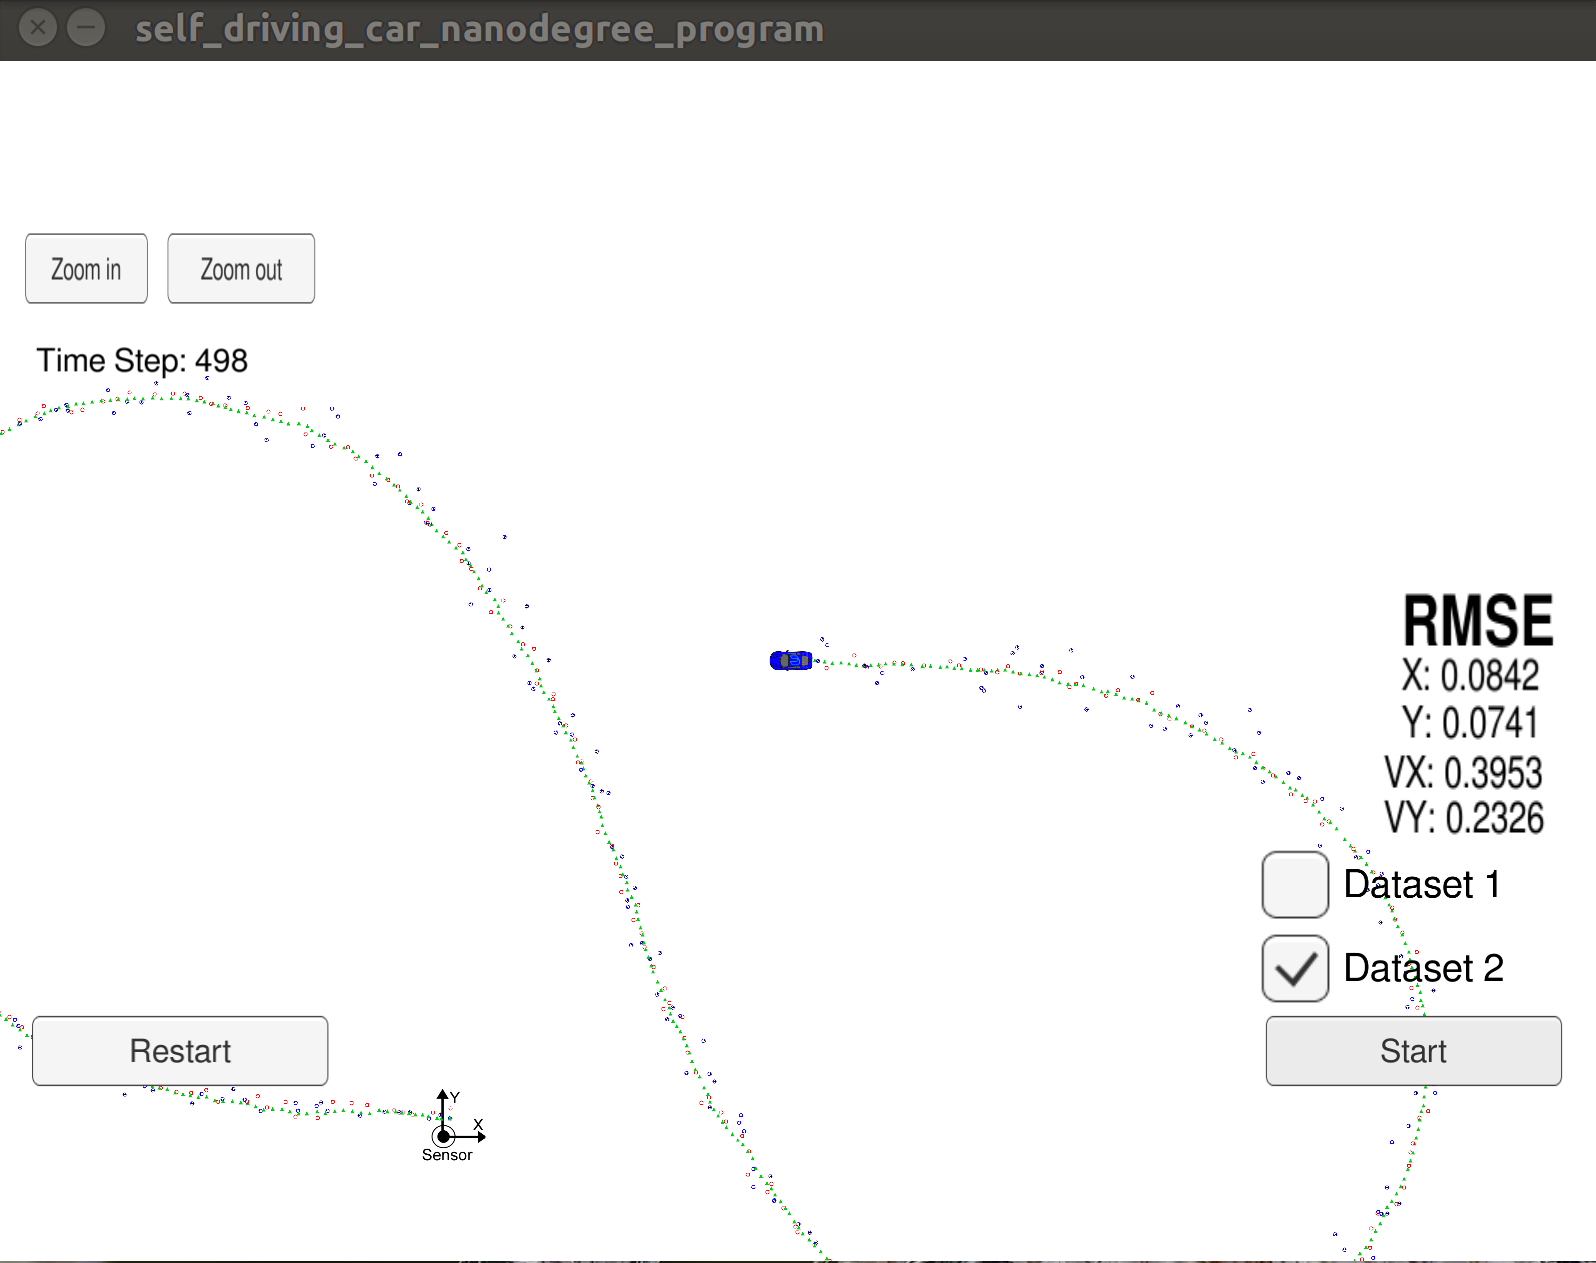 self_driving_car_nanodegree_program
Zoom in
Zoom out
Time Step: 498
RMSE
X: 0.0842
Y: 0.0741
VX: 0.3953
VY: 0.2326
Dataset 1
Dataset 2
Restart
Start
Y
X
Sensor